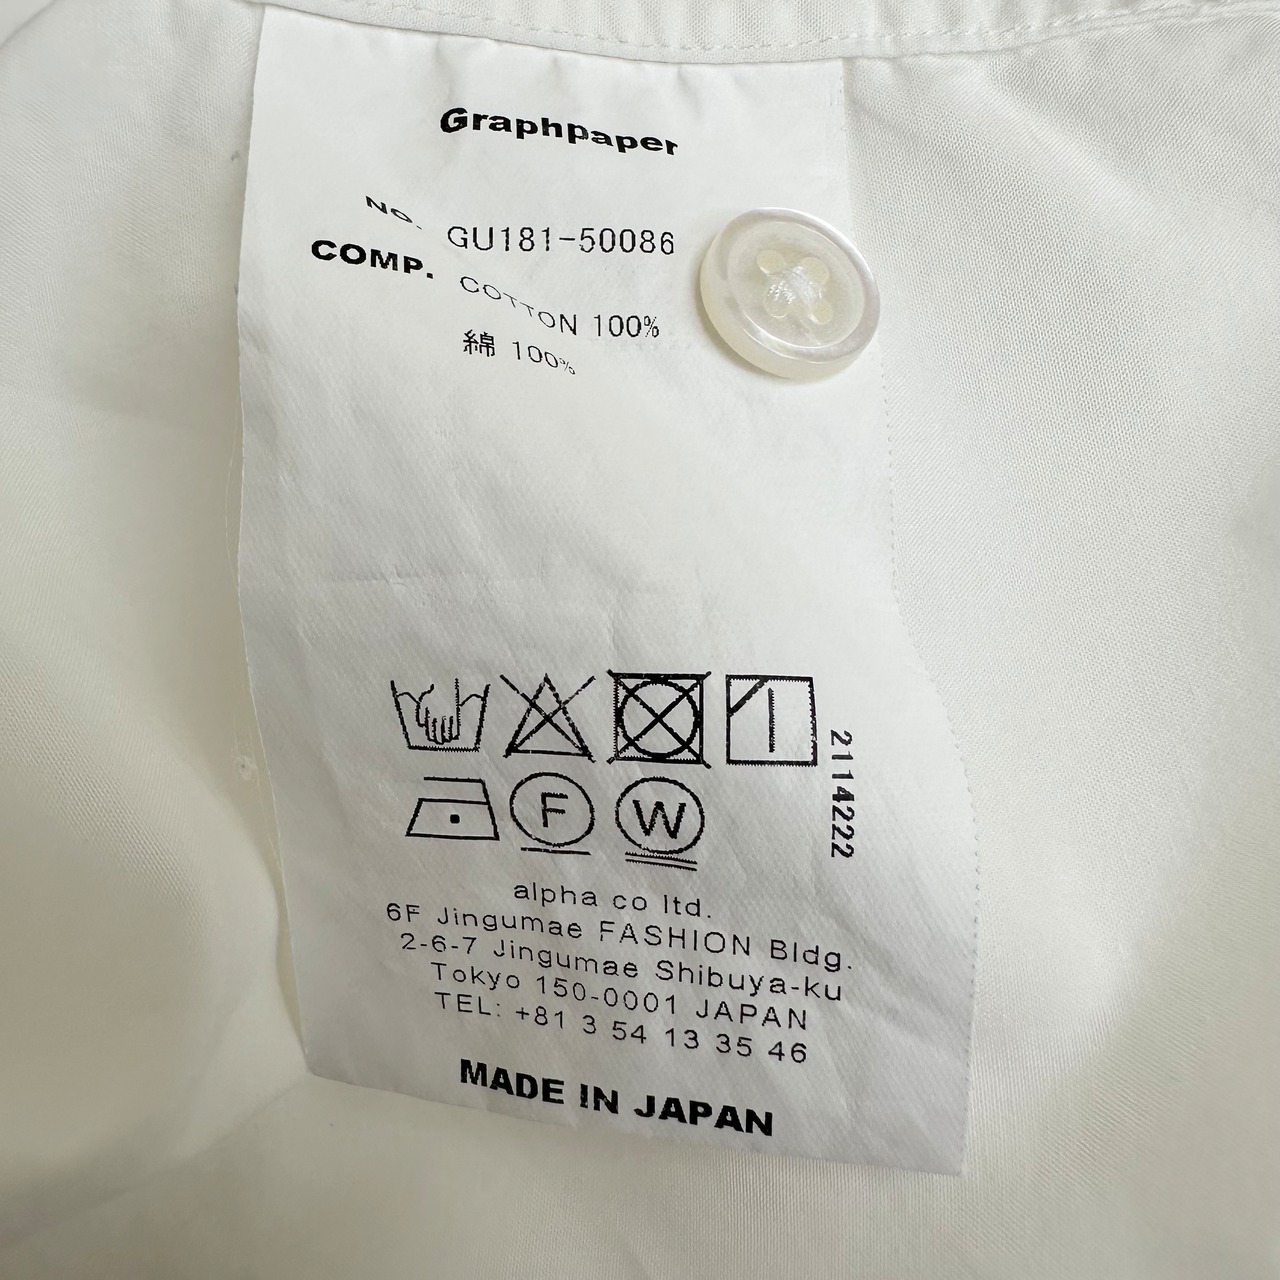 Graphpaper
NO. GU181-50086
COMP. COTTON 100%
綿 100%
2114222
F
W
alpha co ltd.
6F Jingumae FASHION Bldg.
2-6-7 Jingumae Shibuya-ku
Tokyo 150-0001 JAPAN
TEL: +81 3 54 13 35 46
MADE IN JAPAN